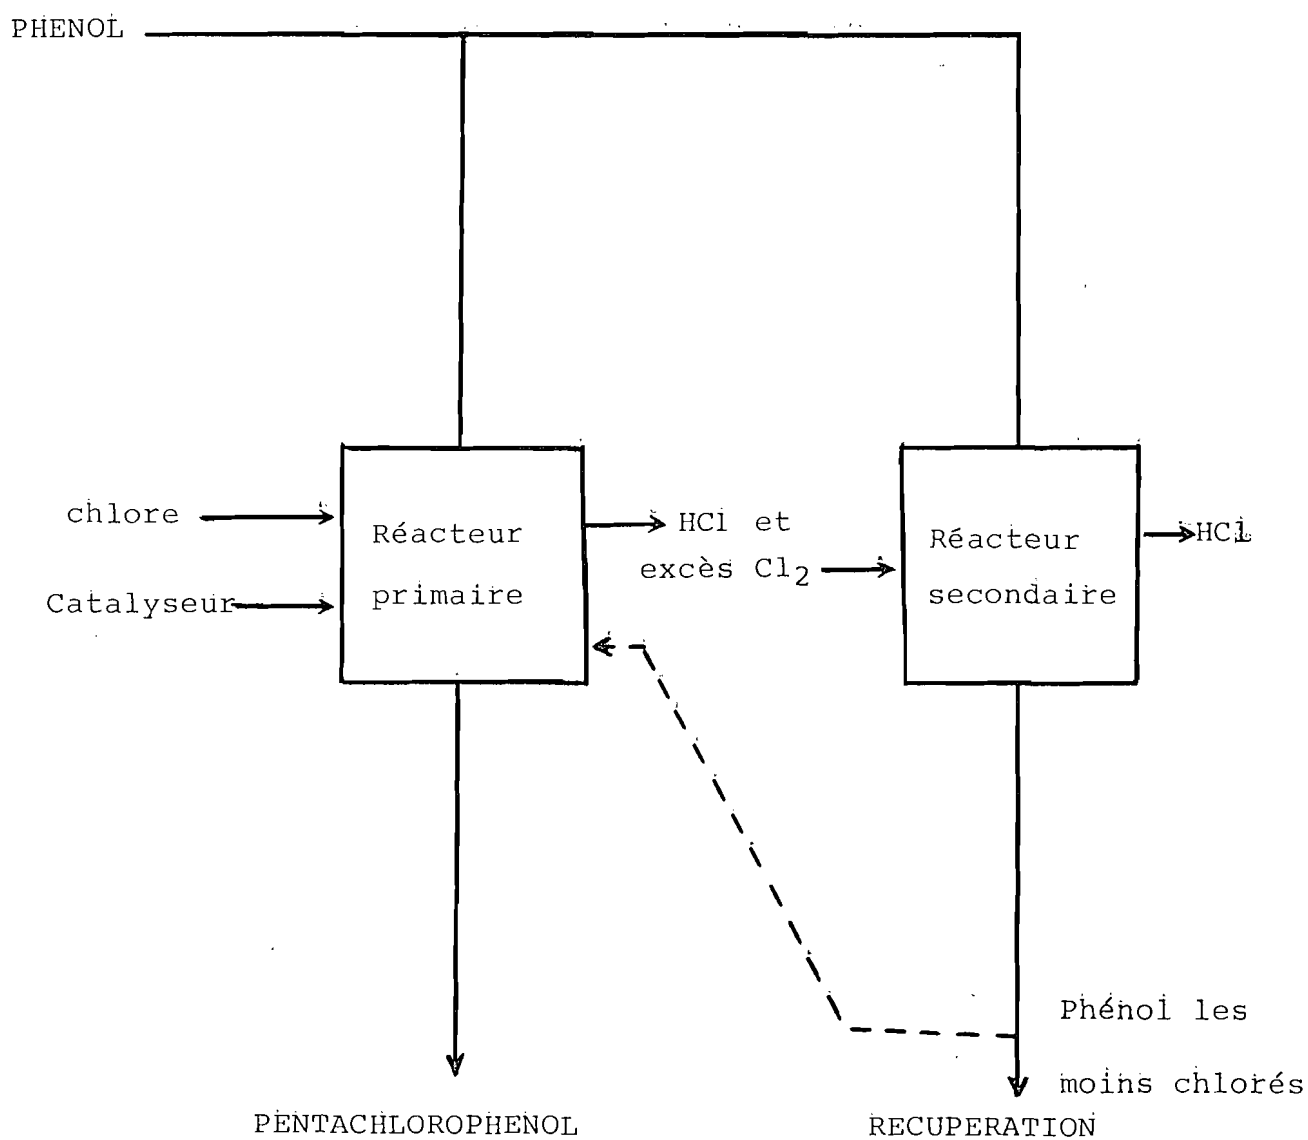 PHENOL
chlore
Catalyseur
Réacteur
primaire
HCl et
excès Cl2
Réacteur
secondaire
HCl
Phénol les
moins chlorés
PENTACHLOROPHENOL
RECUPERATION